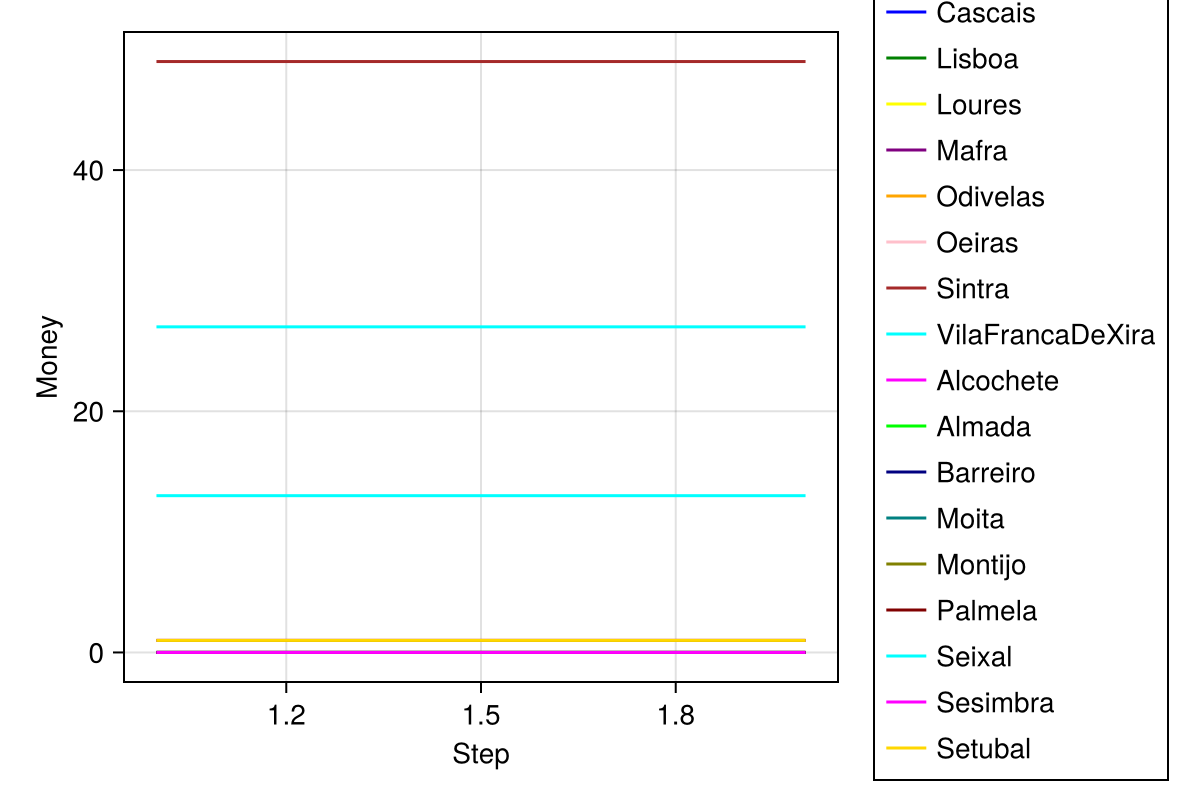 40
20
0
1.2
1.5
1.8
Money
Step
Cascais
Lisboa
Loures
Mafra
Odivelas
Oeiras
Sintra
VilaFrancaDeXira
Alcochete
Almada
Barreiro
Moita
Montijo
Palmela
Seixal
Sesimbra
Setubal